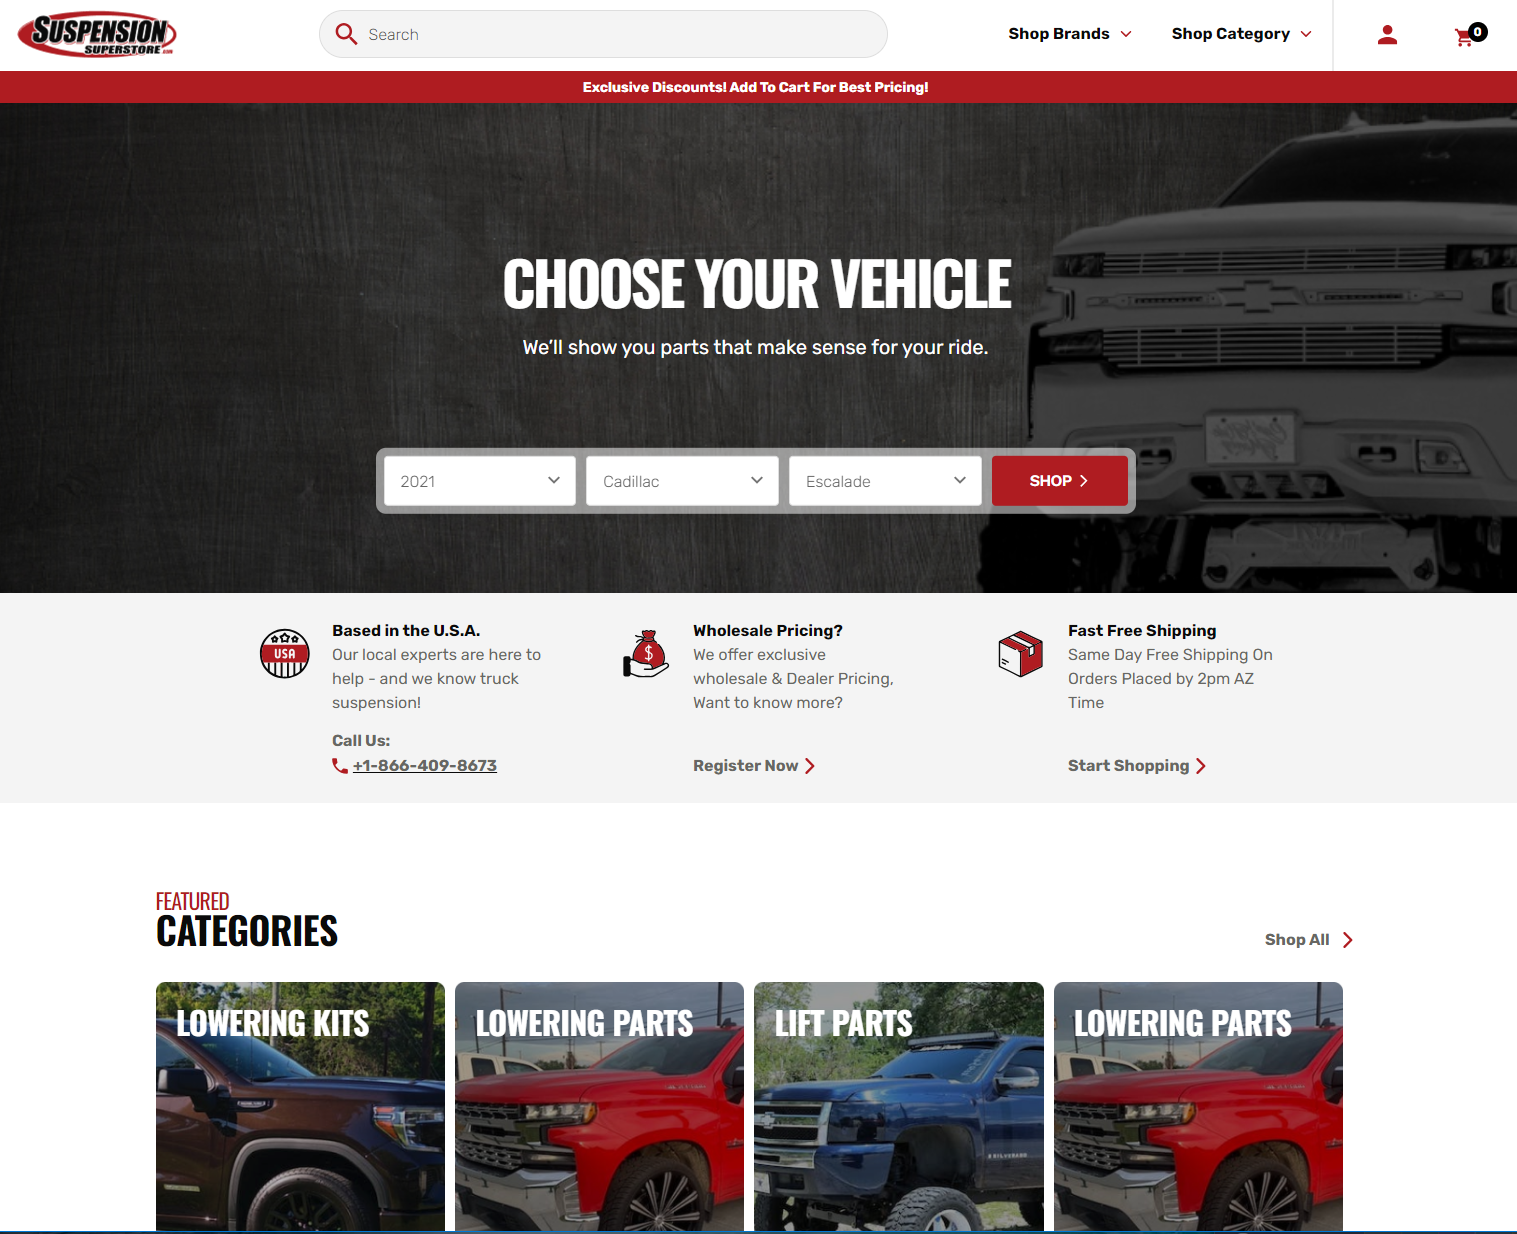 SUSPENSION
SUPERSTORE.COM
Search
Shop Brands
Shop Category
0
Exclusive Discounts! Add To Cart For Best Pricing!
CHOOSE YOUR VEHICLE
We'll show you parts that make sense for your ride.
2021
Cadillac
Escalade
SHOP
USA
Based in the U.S.A.
Our local experts are here to
help - and we know truck
suspension!
Call Us:
+1-866-409-8673
$
Wholesale Pricing?
We offer exclusive
wholesale & Dealer Pricing,
Want to know more?
Register Now
Fast Free Shipping
Same Day Free Shipping On
Orders Placed by 2pm AZ
Time
Start Shopping
FEATURED
CATEGORIES
Shop All
LOWERING KITS
LOWERING PARTS
LIFT PARTS
LOWERING PARTS
SILVERADO